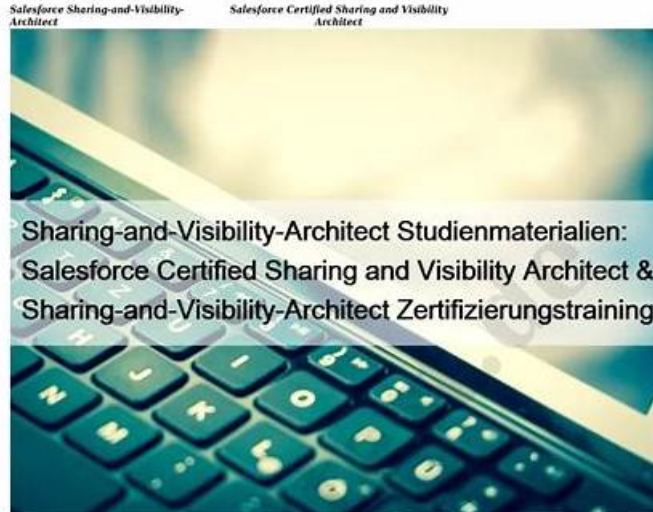 Salesforce Sharing-and-Visibility-
Architect
Salesforce Certified Sharing and Visibility
Architect
Sharing-and-Visibility-Architect Studienmaterialien:
Salesforce Certified Sharing and Visibility Architect &
Sharing-and-Visibility-Architect Zertifizierungstraining
.de
U
I
O
P
H
J
K
L
Ö
N
M